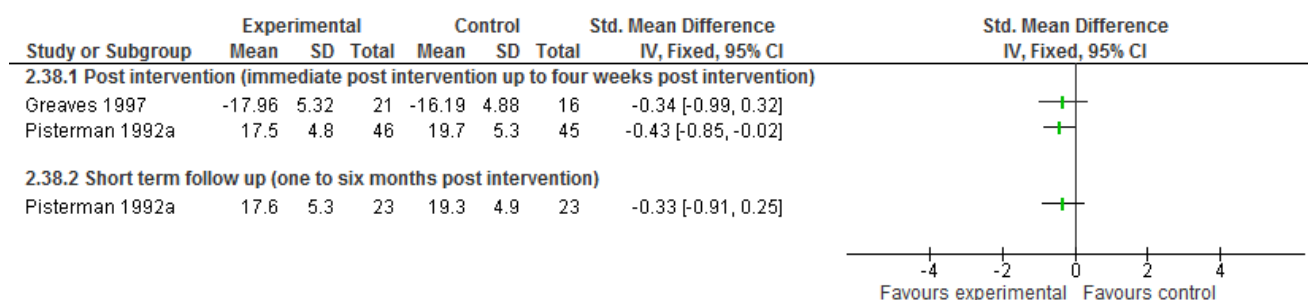 Experimental Control Std. Mean Difference Std. Mean Difference
Study or Subgroup Mean SD Total Mean SD Total IV, Fixed, 95% CI IV, Fixed, 95% CI
2.38.1 Post intervention (immediate post intervention up to four weeks post intervention)
Greaves 1997 -17.96 5.32 21 -16.19 4.88 16 -0.34 [-0.99, 0.32]
Pisterman 1992a 17.5 4.8 46 19.7 5.3 45 -0.43 [-0.85, -0.02]
2.38.2 Short term follow up (one to six months post intervention)
Pisterman 1992a 17.6 5.3 23 19.3 4.9 23 -0.33 [-0.91, 0.25]
-4 -2 0 2 4
Favours experimental Favours control